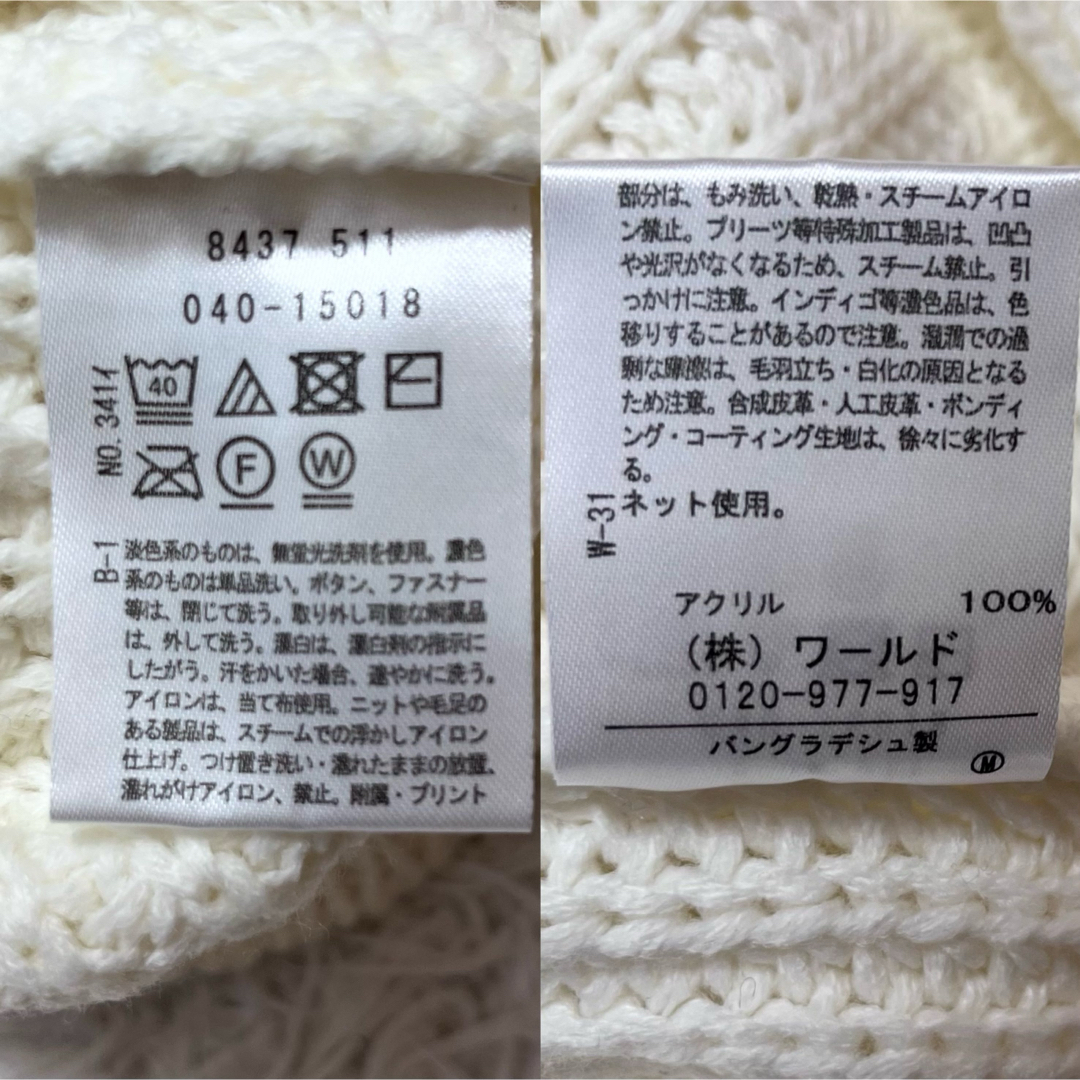 8437 511
040-15018
NO. 341イ
40
F
W
B-1
淡色系のものは、無蛍光洗剤を使用。濃色
系のものは単品洗い。ボタン、ファスナー
等は、閉じて洗う。取り外し可能な附属品
は、外して洗う。漂白は、漂白剤の指示に
したがう。汗をかいた場合、速やかに洗う。
アイロンは、当て布使用。ニットや毛足の
ある製品は、スチームでの浮かしアイロン
仕上げ。つけ置き洗い・濡れたままの放置、
濡れがけアイロン、禁止。附属・プリント
部分は、もみ洗い、乾熱・スチームアイロ
ン禁止。プリーツ等特殊加工製品は、凹凸
や光沢がなくなるため、スチーム禁止。引
っかけに注意。インディゴ等濃色品は、色
移りすることがあるので注意。湿潤での過
剰な摩擦は、毛羽立ち・白化の原因となる
ため注意。合成皮革・人工皮革・ボンディ
ング・コーティング生地は、徐々に劣化す
る。
W-31
ネット使用。
アクリル 100%
(株) ワールド
0120-977-917
バングラデシュ製
M